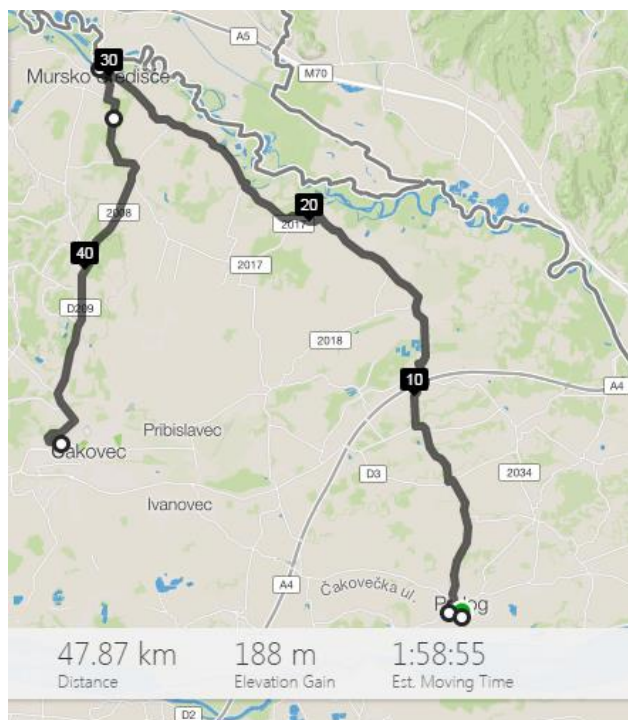 A5
30
Mursko Središće
M70
2008
20
2017
40
2017
D209
2018
10
A4
Pribislavec
Čakovec
D3
2034
Ivanovec
A4
Čakovečka ul.
47.87 km
188 m
1:58:55
Distance
Elevation Gain
Est. Moving Time
D2